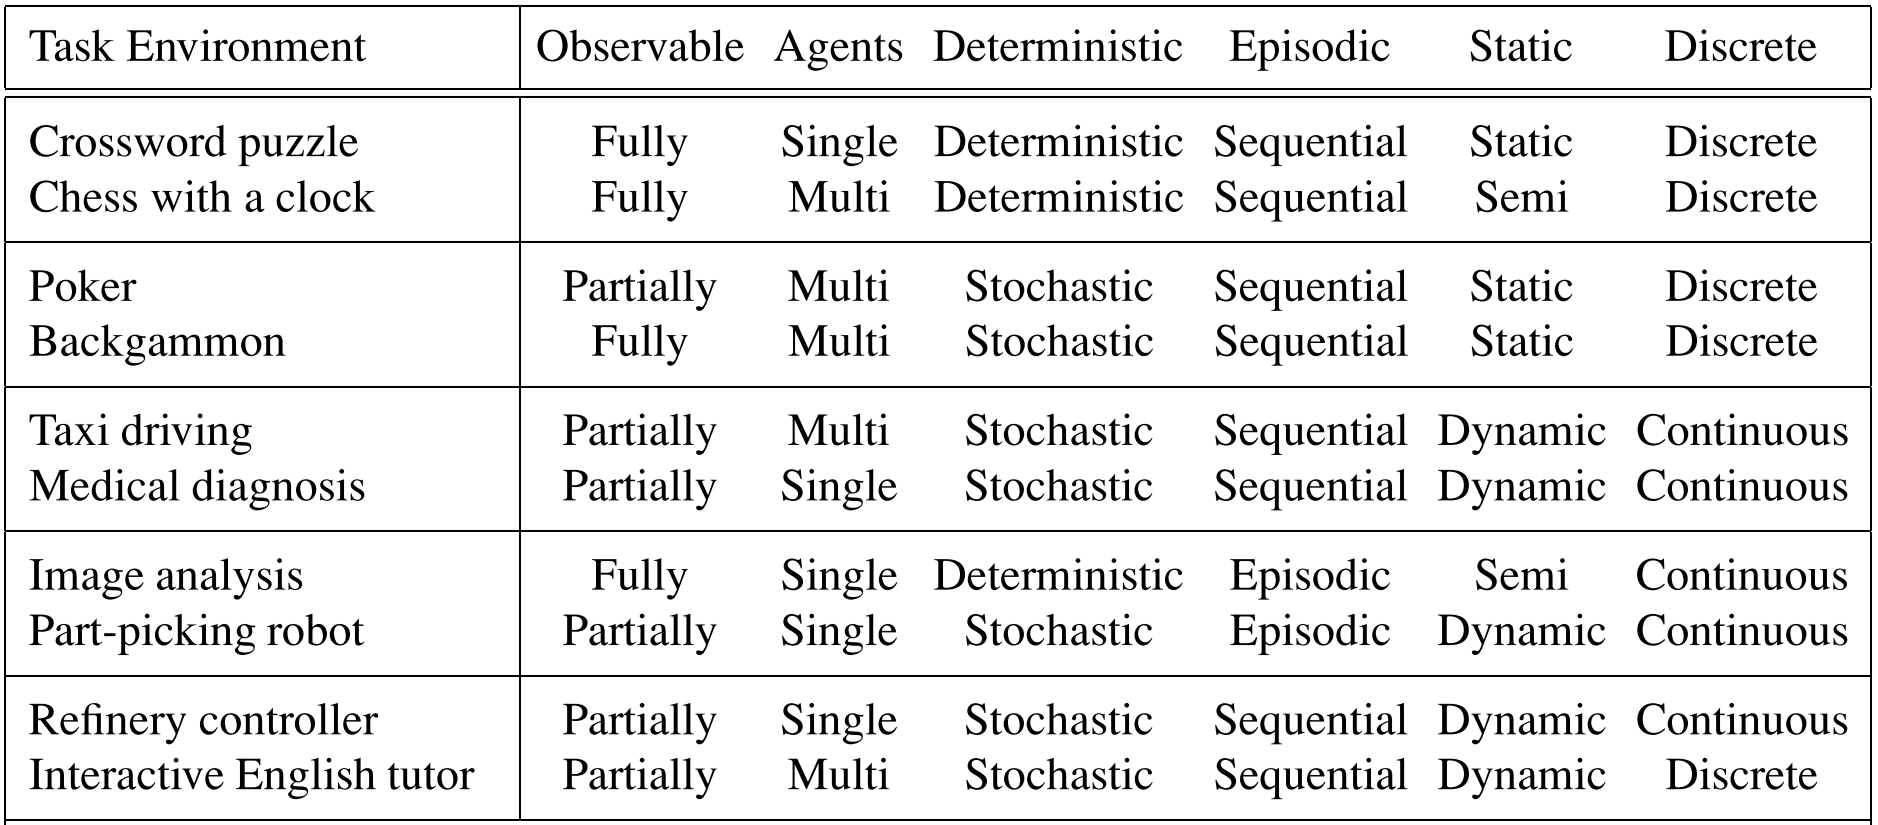 Task Environment Observable Agents Deterministic Episodic Static Discrete
Crossword puzzle Fully Single Deterministic Sequential Static Discrete
Chess with a clock Fully Multi Deterministic Sequential Semi Discrete
Poker Partially Multi Stochastic Sequential Static Discrete
Backgammon Fully Multi Stochastic Sequential Static Discrete
Taxi driving Partially Multi Stochastic Sequential Dynamic Continuous
Medical diagnosis Partially Single Stochastic Sequential Dynamic Continuous
Image analysis Fully Single Deterministic Episodic Semi Continuous
Part-picking robot Partially Single Stochastic Episodic Dynamic Continuous
Refinery controller Partially Single Stochastic Sequential Dynamic Continuous
Interactive English tutor Partially Multi Stochastic Sequential Dynamic Discrete